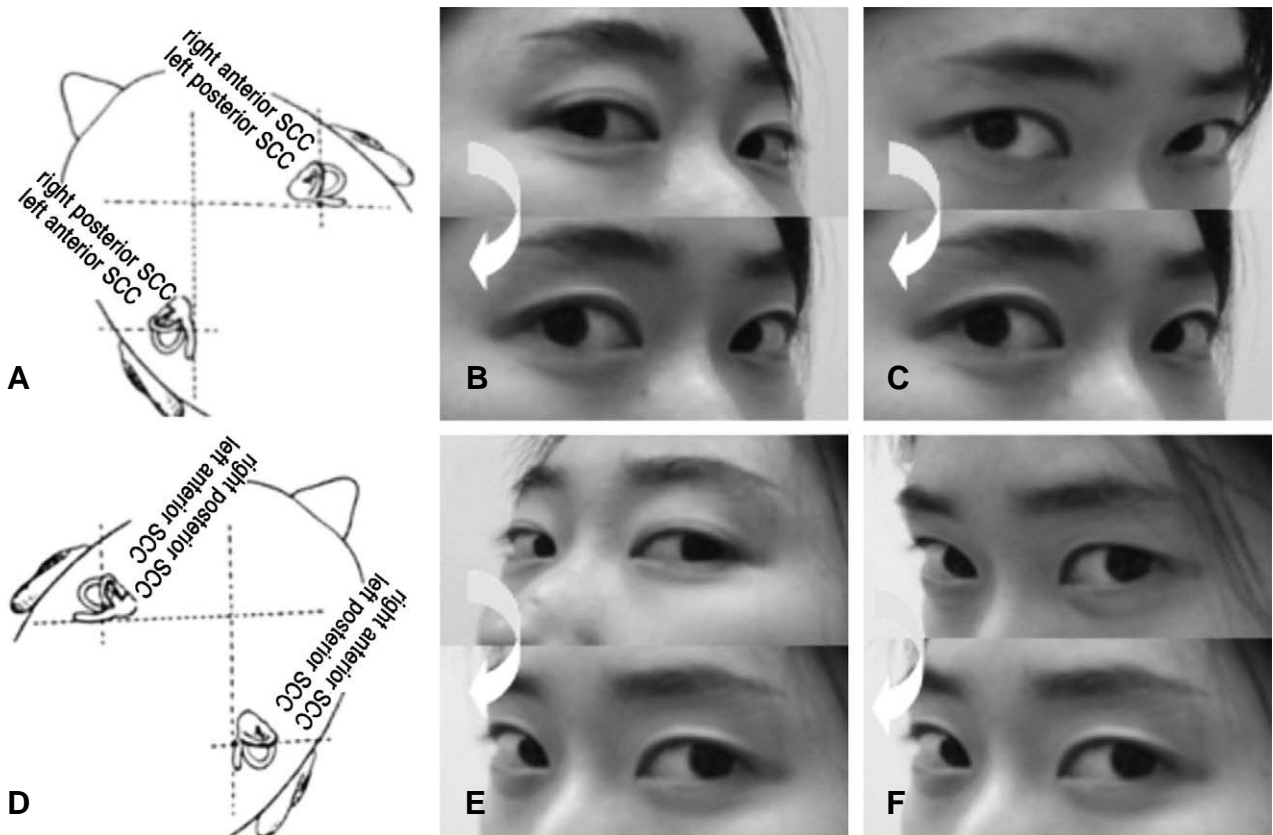 right anterior SCC
left posterior SCC
right posterior SCC
left anterior SCC
A
B
C
right posterior SCC
left anterior SCC
right anterior SCC
left posterior SCC
D
E
F